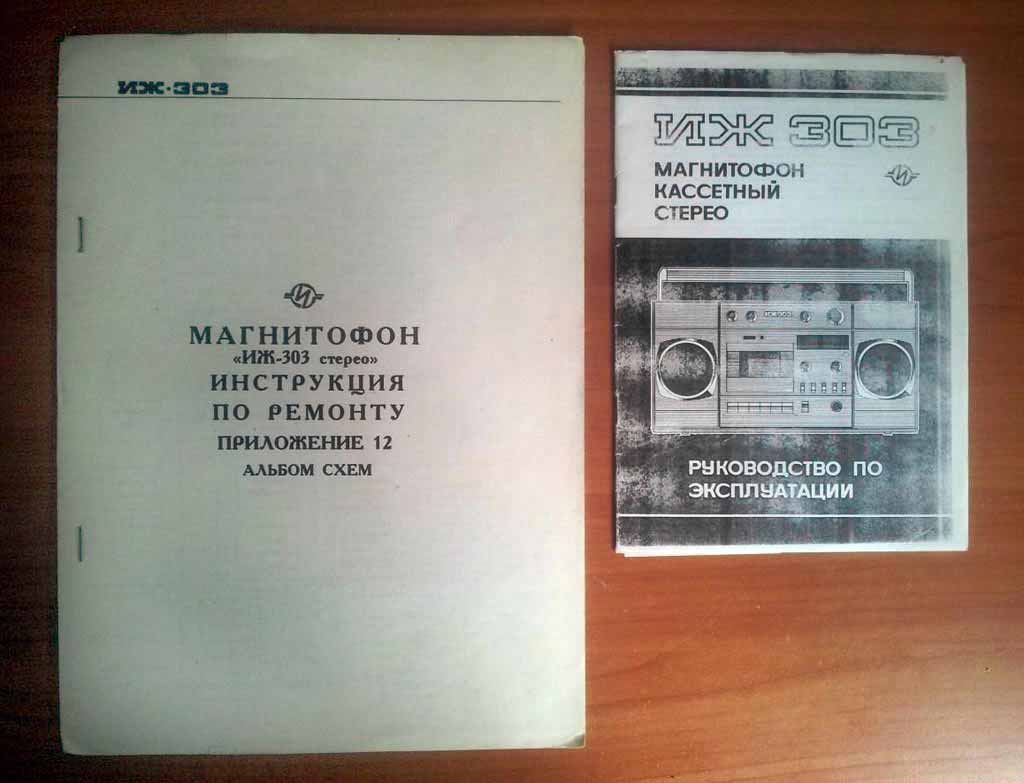 ИЖ·303
МАГНИТОФОН
«ИЖ-303 стерео»
ИНСТРУКЦИЯ
ПО РЕМОНТУ
ПРИЛОЖЕНИЕ 12
АЛЬБОМ СХЕМ
ИЖ 303
МАГНИТОФОН
КАССЕТНЫЙ
СТЕРЕО
ИЖ303
РУКОВОДСТВО ПО
ЭКСПЛУАТАЦИИ